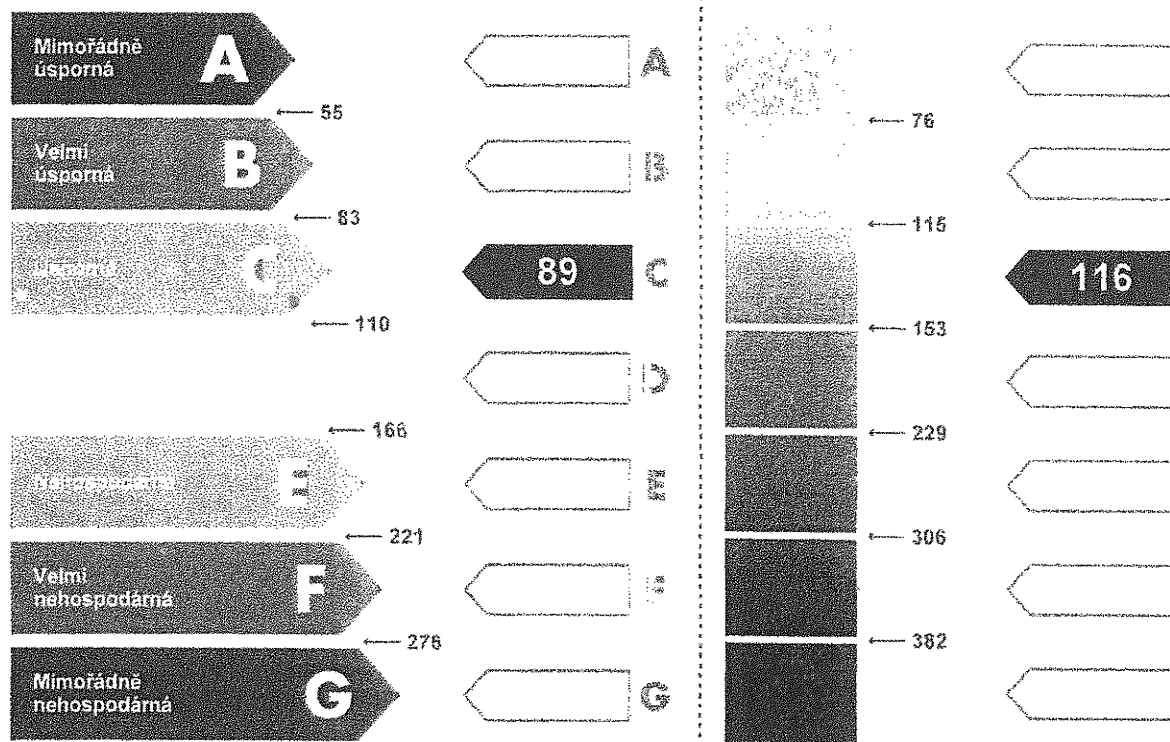 Mimořádně
úsporná
A
A
55
76
Velmi
úsporná
B
B
83
115
C
89
C
116
110
153
D
166
229
Nehospodárná
E
E
221
306
Velmi
nehospodárná
F
F
276
382
Mimořádně
nehospodárná
G
G